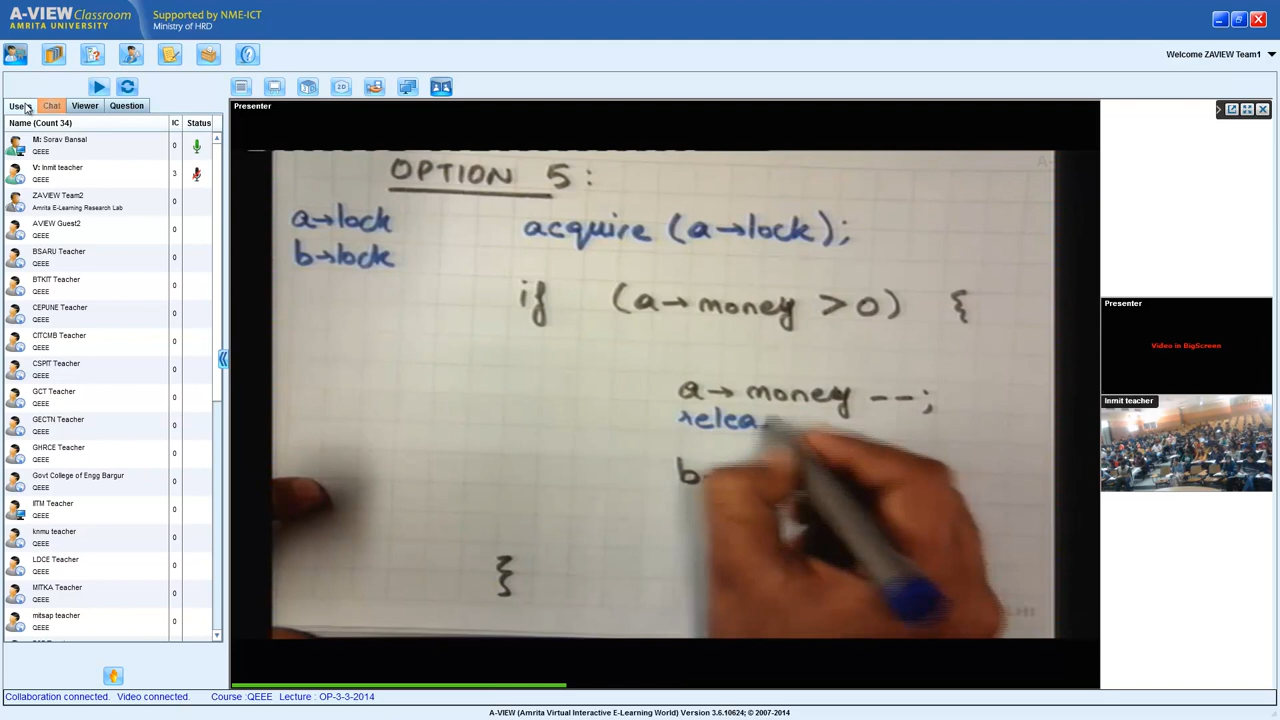 A-VIEW Classroom
AMRITA UNIVERSITY
Supported by NME-ICT
Ministry of HRD
Welcome ZAVIEW Team1
Chat Viewer Question
Name (Count 34) IC Status
M: Sorav Bansal
QEEE 0
V: Inmit teacher
QEEE 3
ZAVIEW Team2
Amrita E-Learning Research Lab 0
AVIEW Guest2
QEEE 0
BSARU Teacher
QEEE 0
BTKIT Teacher
QEEE 0
CEPUNE Teacher
QEEE 0
CITCMB Teacher
QEEE 0
CSPIT Teacher
QEEE 0
GCT Teacher
QEEE 0
GECTN Teacher
QEEE 0
GHRCE Teacher
QEEE 0
Govt College of Engg Bargur
QEEE 0
IITM Teacher
QEEE 0
knmu teacher
QEEE 0
LDCE Teacher
QEEE 0
MITKA Teacher
QEEE 0
mitsap teacher
QEEE 0
Presenter
OPTION 5:
a→lock
b→lock
acquire (a→lock);
if (a→money >0) {
a→money --;
relea
b
}
Presenter
Video in BigScreen
Inmit teacher
Collaboration connected. Video connected. Course :QEEE Lecture : OP-3-3-2014
A-VIEW (Amrita Virtual Interactive E-Learning World) Version 3.6.10624; © 2007-2014